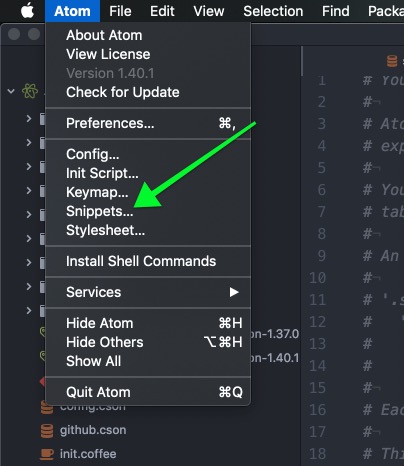 Atom File Edit View Selection Find Packa
About Atom
View License
Version 1.40.1
Check for Update
Preferences... ⌘,
Config...
Init Script...
Keymap...
Snippets...
Stylesheet...
Install Shell Commands
Services ▶
Hide Atom ⌘H
Hide Others ⌥⌘H
Show All
Quit Atom ⌘Q
on-1.37.0
on-1.40.1
config.cson
github.cson
init.coffee
1 # You
2 #¬
3 # Ato
4 # exp
5 #¬
6 # You
7 # tab
8 #¬
9 # An
10 #¬
11 # '.s
12 # '
13 #
14 #
15 #¬
16 # Eac
17 #¬
18 # Thi